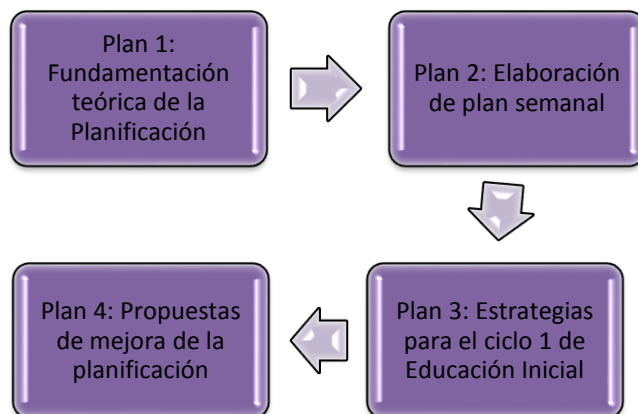 Plan 1:
Fundamentación
teórica de la
Planificación
Plan 2: Elaboración
de plan semanal
Plan 3: Estrategias
para el ciclo 1 de
Educación Inicial
Plan 4: Propuestas
de mejora de la
planificación